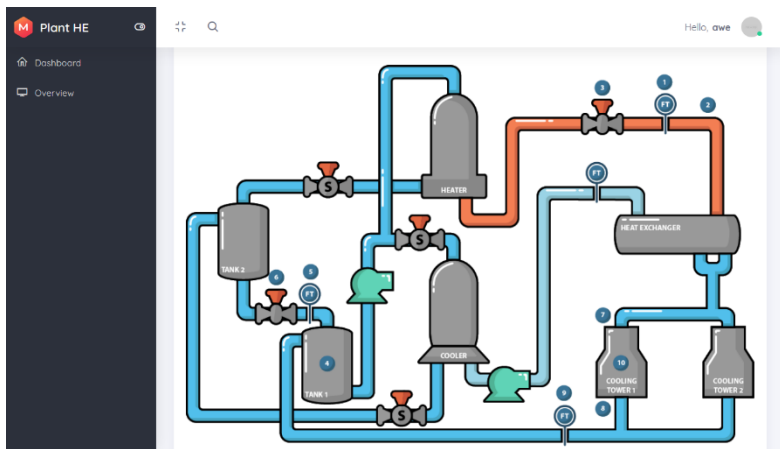 M Plant HE
Hello, awe
Dashboard
Overview
1
3
2
FT
FT
S
HEATER
HEAT EXCHANGER
S
TANK 2
6
5
FT
7
4
10
COOLER
COOLING
TOWER 1
COOLING
TOWER 2
TANK 1
9
8
S
FT